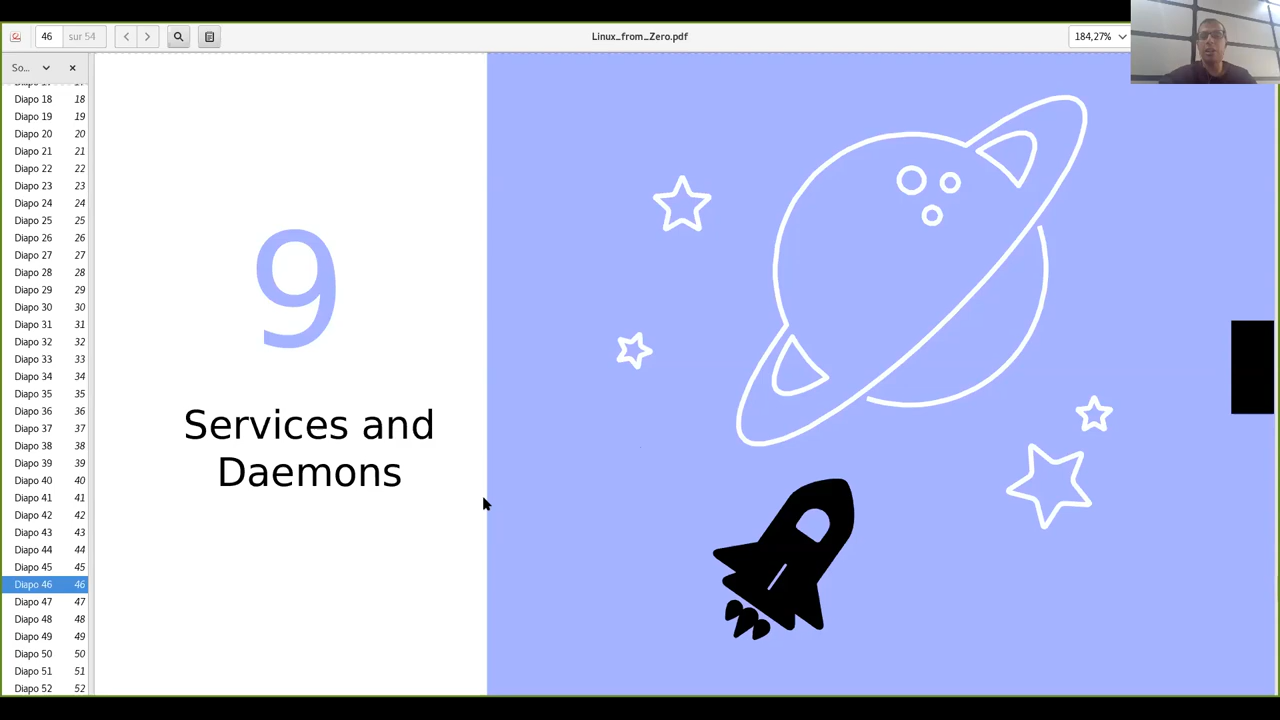 46 sur 54
Linux_from_Zero.pdf
184,27%
So...
Diapo 18 18
Diapo 19 19
Diapo 20 20
Diapo 21 21
Diapo 22 22
Diapo 23 23
Diapo 24 24
Diapo 25 25
Diapo 26 26
Diapo 27 27
Diapo 28 28
Diapo 29 29
Diapo 30 30
Diapo 31 31
Diapo 32 32
Diapo 33 33
Diapo 34 34
Diapo 35 35
Diapo 36 36
Diapo 37 37
Diapo 38 38
Diapo 39 39
Diapo 40 40
Diapo 41 41
Diapo 42 42
Diapo 43 43
Diapo 44 44
Diapo 45 45
Diapo 46 46
Diapo 47 47
Diapo 48 48
Diapo 49 49
Diapo 50 50
Diapo 51 51
Diapo 52 52
9
Services and
Daemons